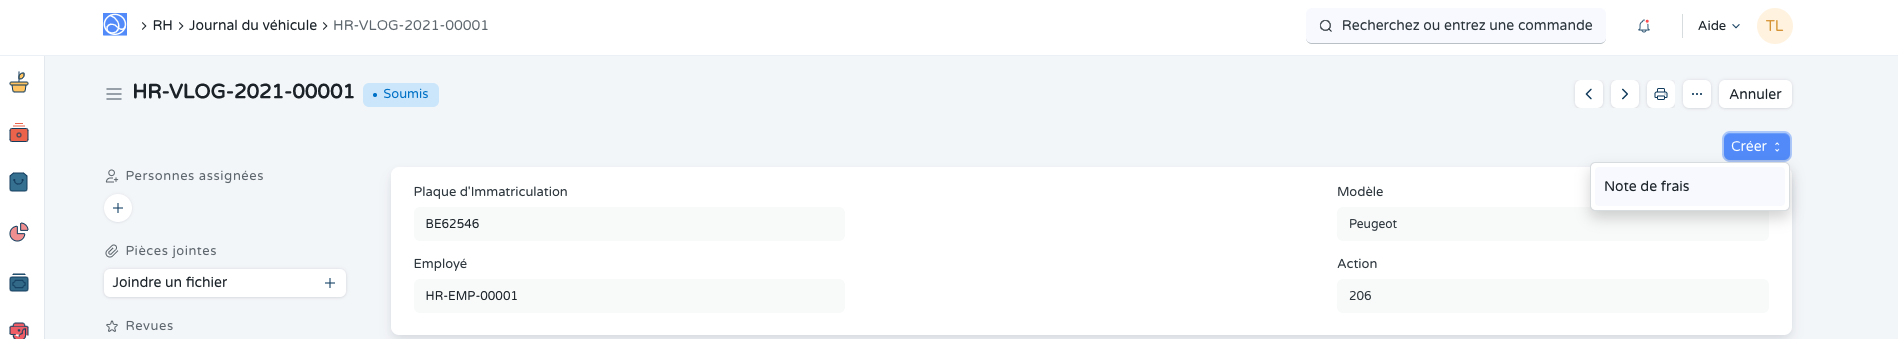 RH > Journal du véhicule > HR-VLOG-2021-00001
Recherchez ou entrez une commande
Aide
TL
HR-VLOG-2021-00001
Soumis
Annuler
Créer
Note de frais
Personnes assignées
Pièces jointes
Joindre un fichier
Revues
Plaque d'Immatriculation
BE62546
Modèle
Peugeot
Employé
HR-EMP-00001
Action
206